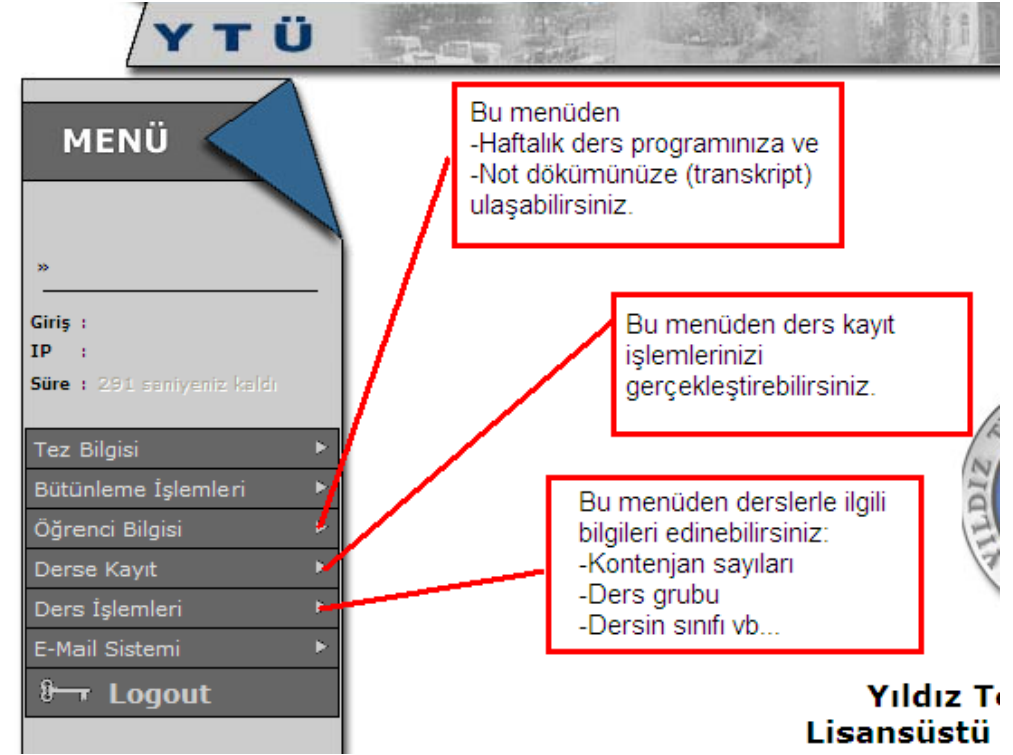 YTÜ
MENÜ
»
Giriş :
IP :
Süre : 291 saniyeniz kaldı
Tez Bilgisi
Bütünleme İşlemleri
Öğrenci Bilgisi
Derse Kayıt
Ders İşlemleri
E-Mail Sistemi
Logout
Bu menüden
-Haftalık ders programınıza ve
-Not dökümünüze (transkript)
ulaşabilirsiniz.
Bu menüden ders kayıt
işlemlerinizi
gerçekleştirebilirsiniz.
Bu menüden derslerle ilgili
bilgileri edinebilirsiniz:
-Kontenjan sayıları
-Ders grubu
-Dersin sınıfı vb...
YILDIZ T
Yıldız Te
Lisansüstü